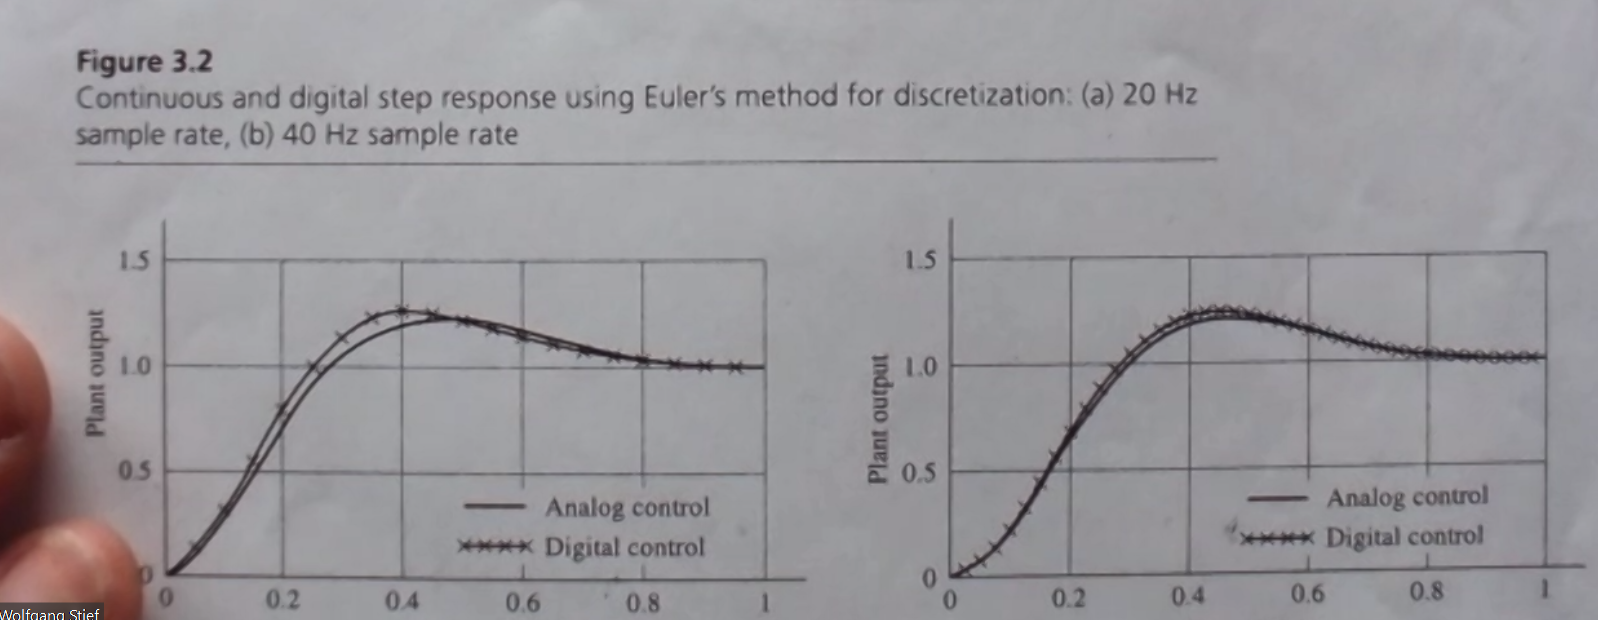 Figure 3.2
Continuous and digital step response using Euler's method for discretization: (a) 20 Hz
sample rate, (b) 40 Hz sample rate
Plant output
1.5
1.0
0.5
0
0 0.2 0.4 0.6 0.8 1
Analog control
Digital control
Plant output
1.5
1.0
0.5
0
0 0.2 0.4 0.6 0.8 1
Analog control
Digital control
Wolfgang Stief